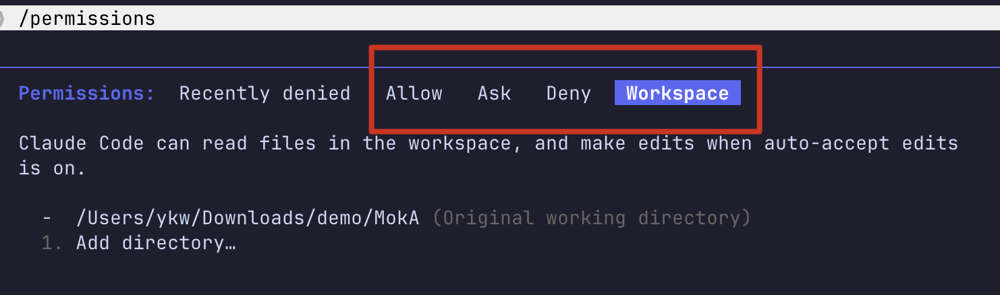 /permissions
Permissions: Recently denied Allow Ask Deny Workspace
Claude Code can read files in the workspace, and make edits when auto-accept edits
is on.
- /Users/ykw/Downloads/demo/MokA (Original working directory)
1. Add directory…